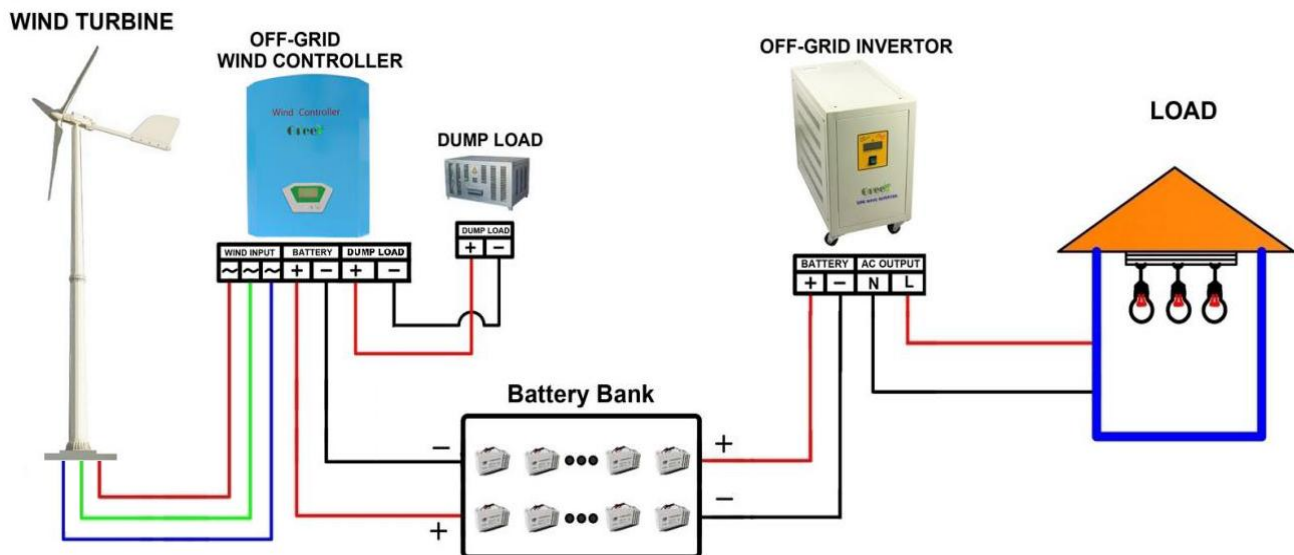 WIND TURBINE
OFF-GRID
WIND CONTROLLER
Wind Controller
DUMP LOAD
DUMP LOAD
+ −
WIND INPUT BATTERY DUMP LOAD
~ ~ ~ + − + −
OFF-GRID INVERTOR
BATTERY AC OUTPUT
+ − N L
LOAD
Battery Bank
−
+
+
−